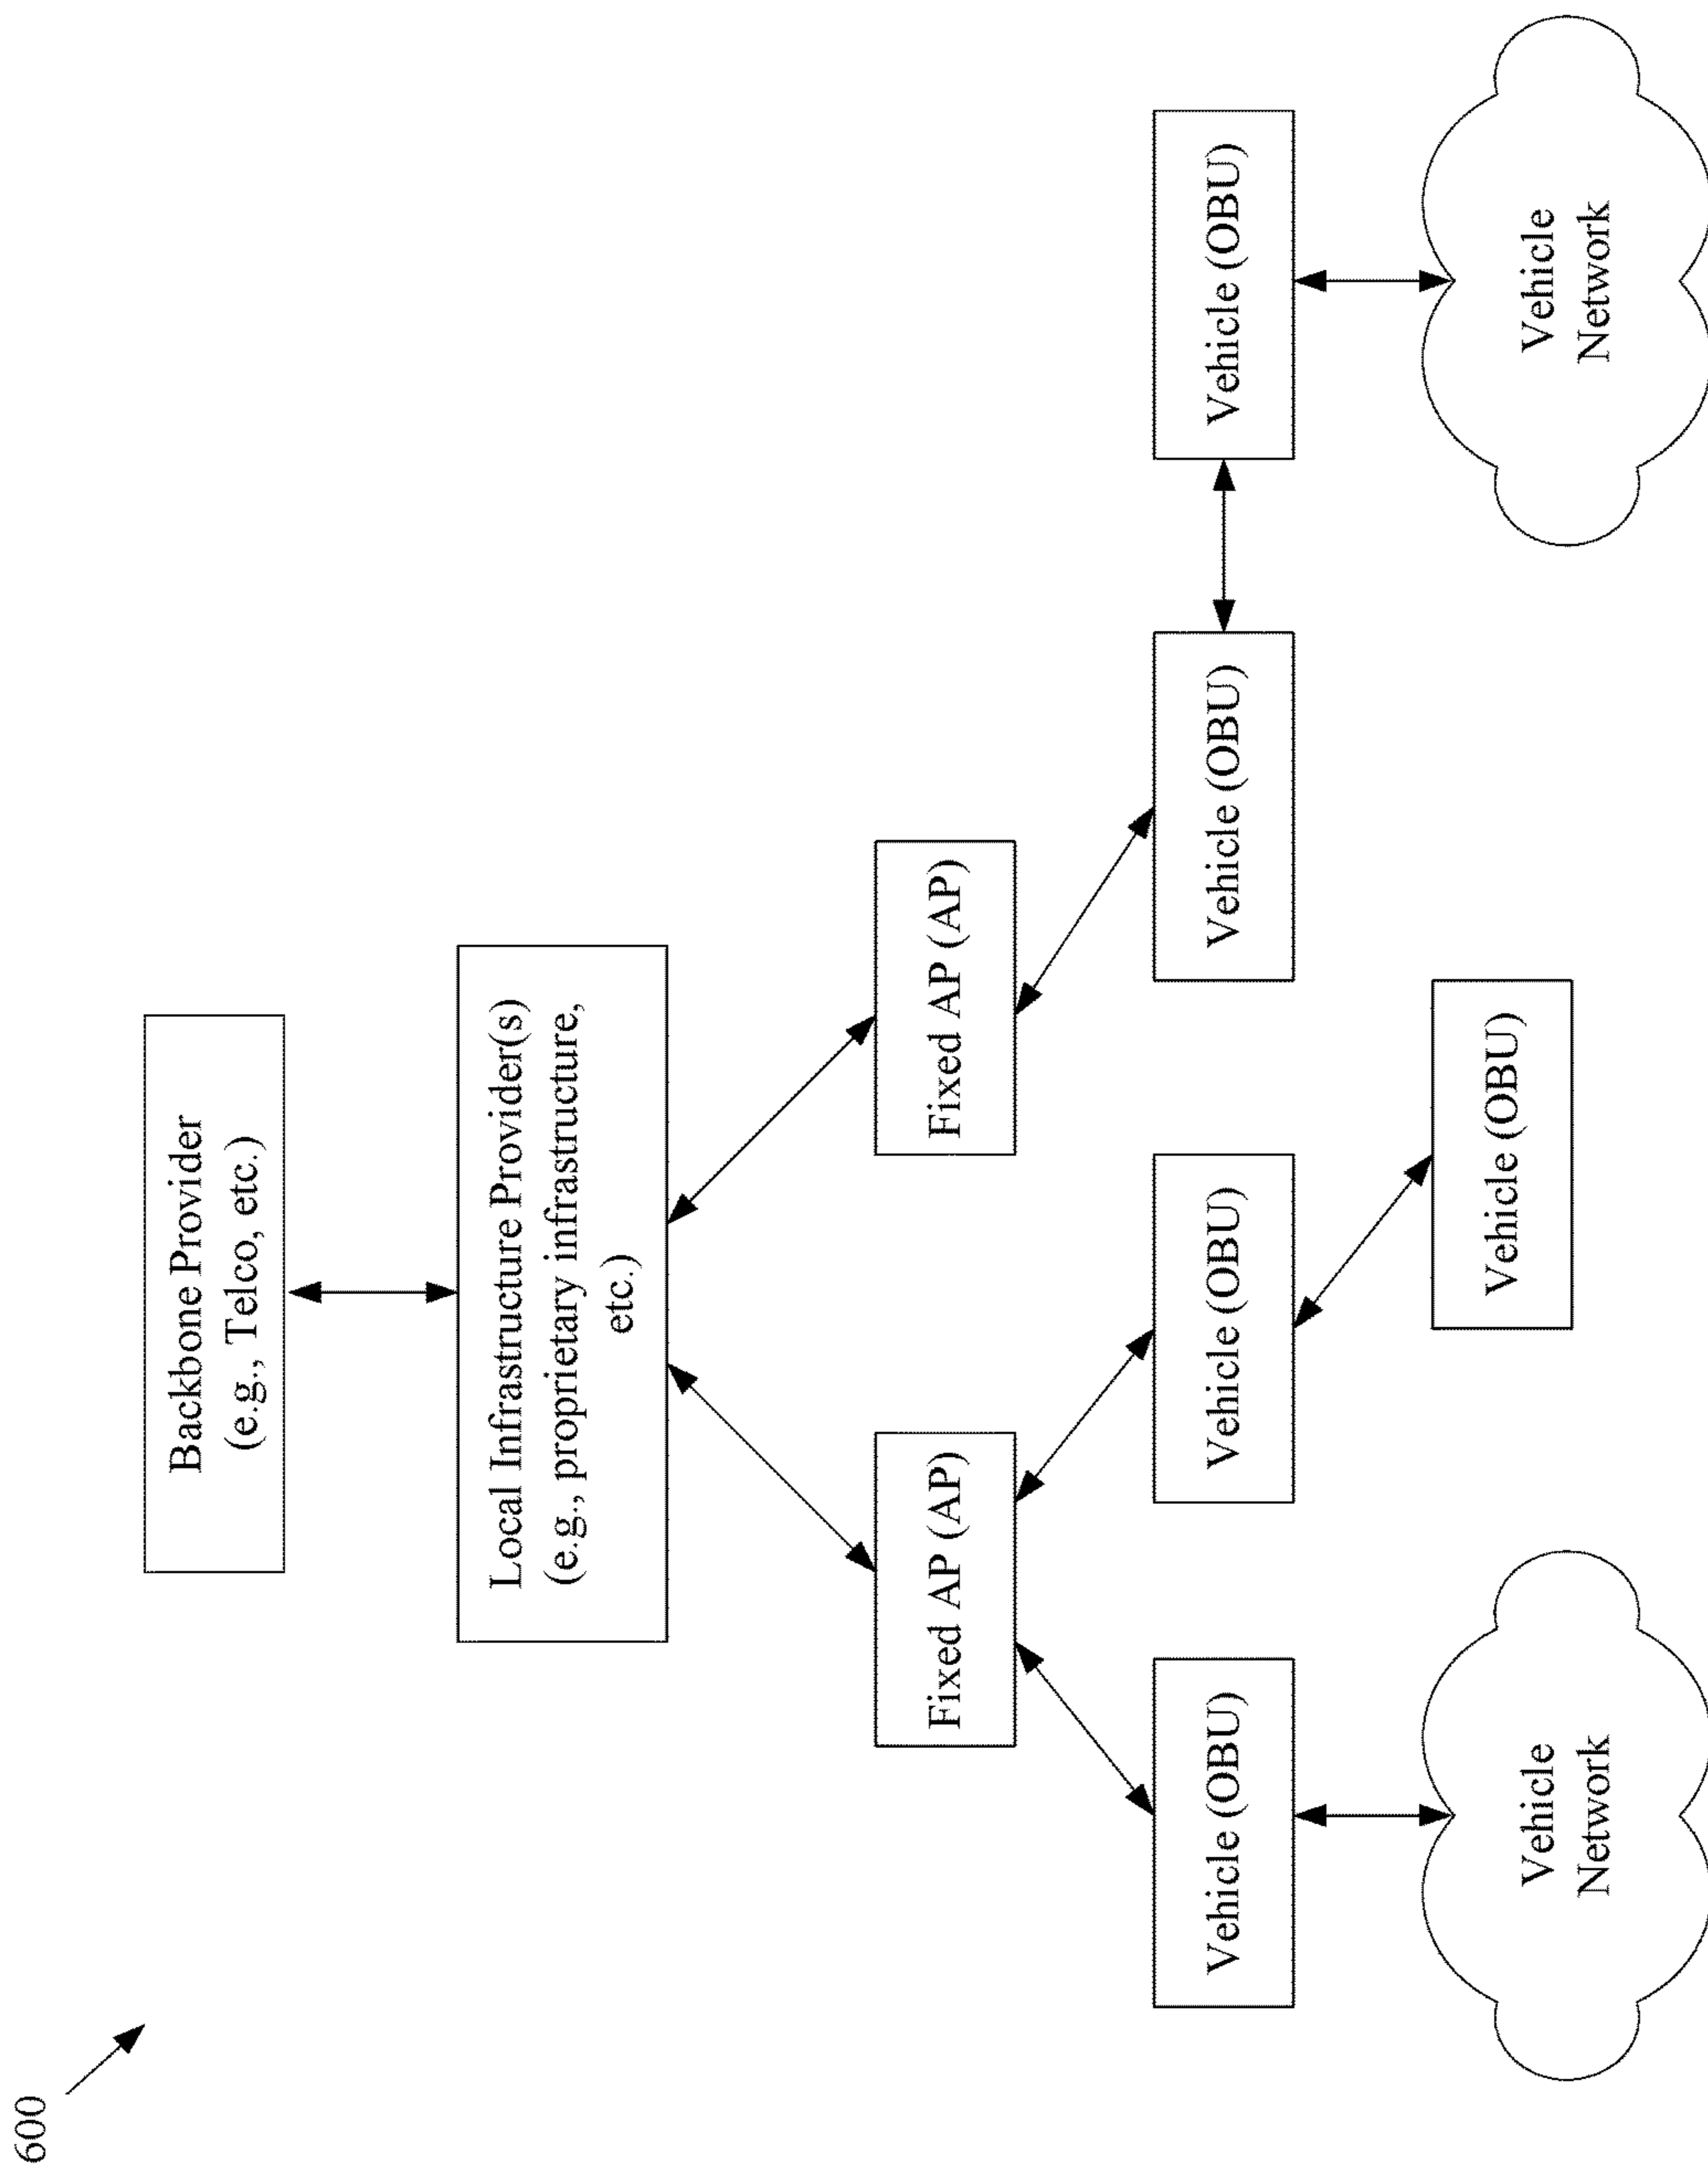 600
Backbone Provider
(e.g., Telco, etc.)
Local Infrastructure Provider(s)
(e.g., proprietary infrastructure,
etc.)
Fixed AP (AP)
Fixed AP (AP)
Vehicle (OBU)
Vehicle (OBU)
Vehicle (OBU)
Vehicle (OBU)
Vehicle
Network
Vehicle (OBU)
Vehicle
Network